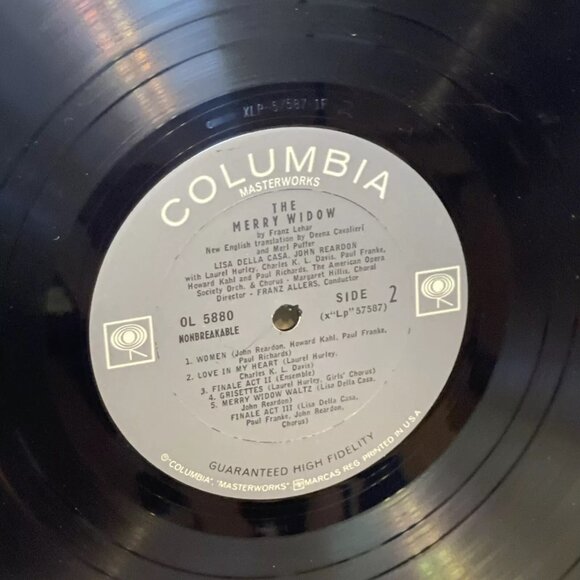 XLP-57587-1F
COLUMBIA
MASTERWORKS
THE
MERRY WIDOW
by Franz Lehar
New English translation by Deena Cavalieri
and Merl Puffer
LISA DELLA CASA, JOHN REARDON
with Laurel Hurley, Charles K. L. Davis, Paul Franke,
Howard Kahl and Paul Richards. The American Opera
Society Orch. & Chorus - Margaret Hillis, Choral
Director - FRANZ ALLERS, Conductor
OL 5880
NONBREAKABLE
SIDE 2
(x"Lp"57587)
1. WOMEN (John Reardon, Howard Kahl, Paul Franke,
Paul Richards)
2. LOVE IN MY HEART (Laurel Hurley,
Charles K. L. Davis)
3. FINALE ACT II (Ensemble)
4. GRISETTES (Laurel Hurley, Girls' Chorus)
5. MERRY WIDOW WALTZ (Lisa Della Casa,
John Reardon)
FINALE ACT III (Lisa Della Casa,
Paul Franke, John Reardon,
Chorus)
GUARANTEED HIGH FIDELITY
"COLUMBIA", "MASTERWORKS", MARCAS REG. PRINTED IN U.S.A.